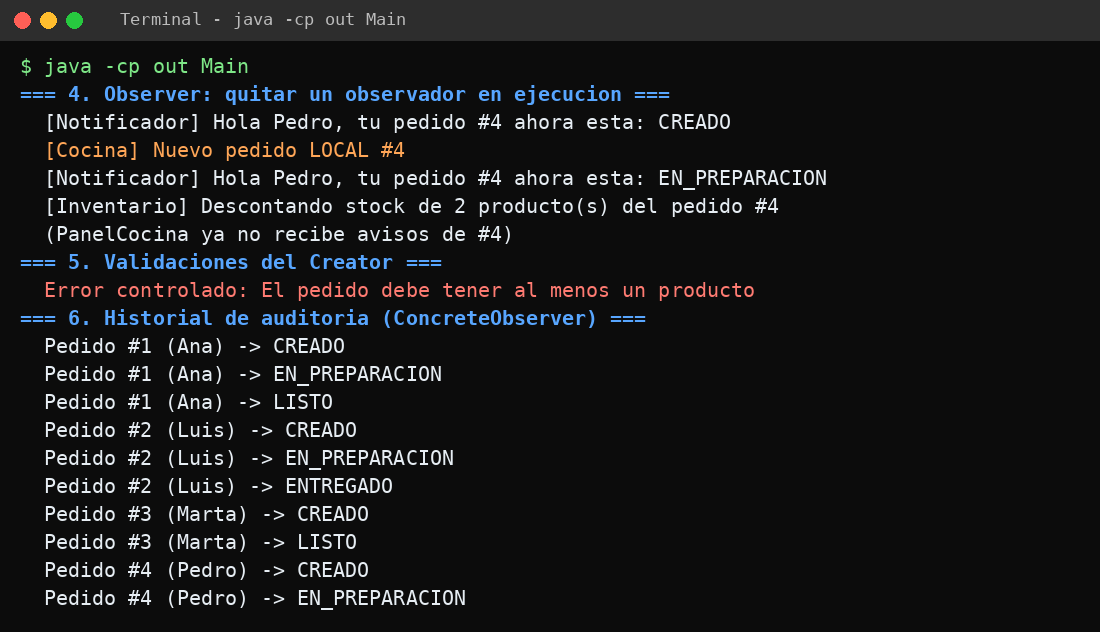 Terminal - java -cp out Main
$ java -cp out Main
=== 4. Observer: quitar un observador en ejecucion ===
[Notificador] Hola Pedro, tu pedido #4 ahora esta: CREADO
[Cocina] Nuevo pedido LOCAL #4
[Notificador] Hola Pedro, tu pedido #4 ahora esta: EN_PREPARACION
[Inventario] Descontando stock de 2 producto(s) del pedido #4
(PanelCocina ya no recibe avisos de #4)
=== 5. Validaciones del Creator ===
Error controlado: El pedido debe tener al menos un producto
=== 6. Historial de auditoria (ConcreteObserver) ===
Pedido #1 (Ana) -> CREADO
Pedido #1 (Ana) -> EN_PREPARACION
Pedido #1 (Ana) -> LISTO
Pedido #2 (Luis) -> CREADO
Pedido #2 (Luis) -> EN_PREPARACION
Pedido #2 (Luis) -> ENTREGADO
Pedido #3 (Marta) -> CREADO
Pedido #3 (Marta) -> LISTO
Pedido #4 (Pedro) -> CREADO
Pedido #4 (Pedro) -> EN_PREPARACION